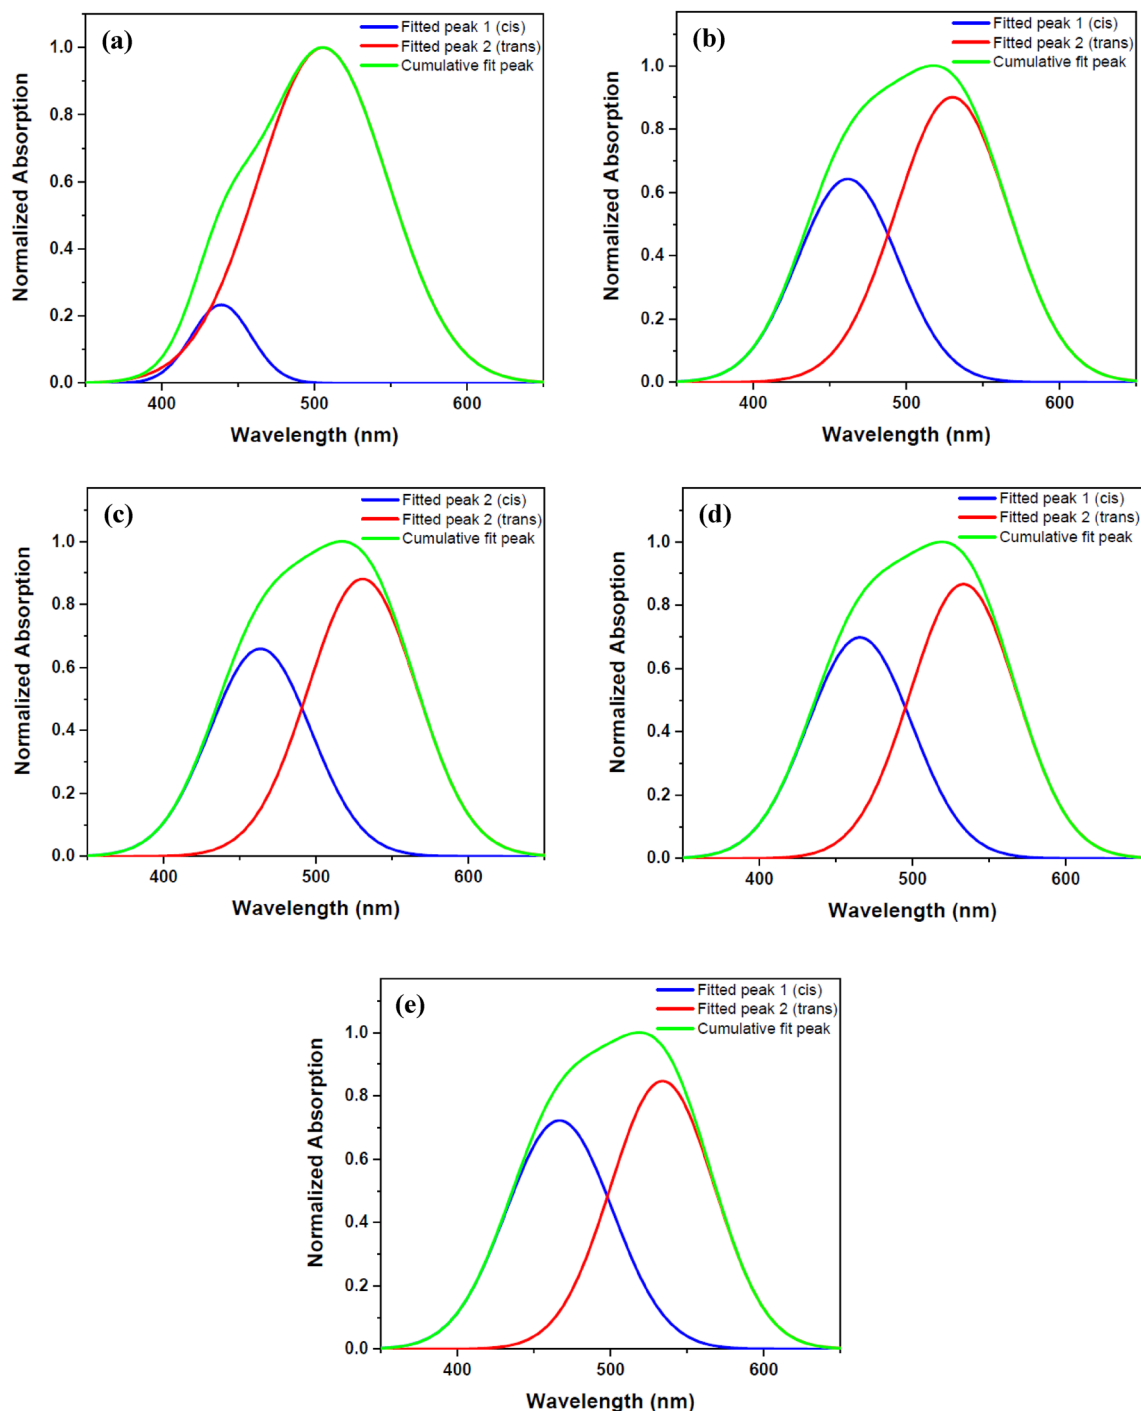 (a)
Fitted peak 1 (cis)
Fitted peak 2 (trans)
Cumulative fit peak
1.0
0.8
0.6
0.4
0.2
0.0
400
500
600
Normalized Absorption
Wavelength (nm)
(b)
Fitted peak 1 (cis)
Fitted peak 2 (trans)
Cumulative fit peak
1.0
0.8
0.6
0.4
0.2
0.0
400
500
600
Normalized Absorption
Wavelength (nm)
(c)
Fitted peak 2 (cis)
Fitted peak 2 (trans)
Cumulative fit peak
1.0
0.8
0.6
0.4
0.2
0.0
400
500
600
Normalized Absorption
Wavelength (nm)
(d)
Fitted peak 1 (cis)
Fitted peak 2 (trans)
Cumulative fit peak
1.0
0.8
0.6
0.4
0.2
0.0
400
500
600
Normalized Absoption
Wavelength (nm)
(e)
Fitted peak 1 (cis)
Fitted peak 2 (trans)
Cumulative fit peak
1.0
0.8
0.6
0.4
0.2
0.0
400
500
600
Normalized Absorption
Wavelength (nm)